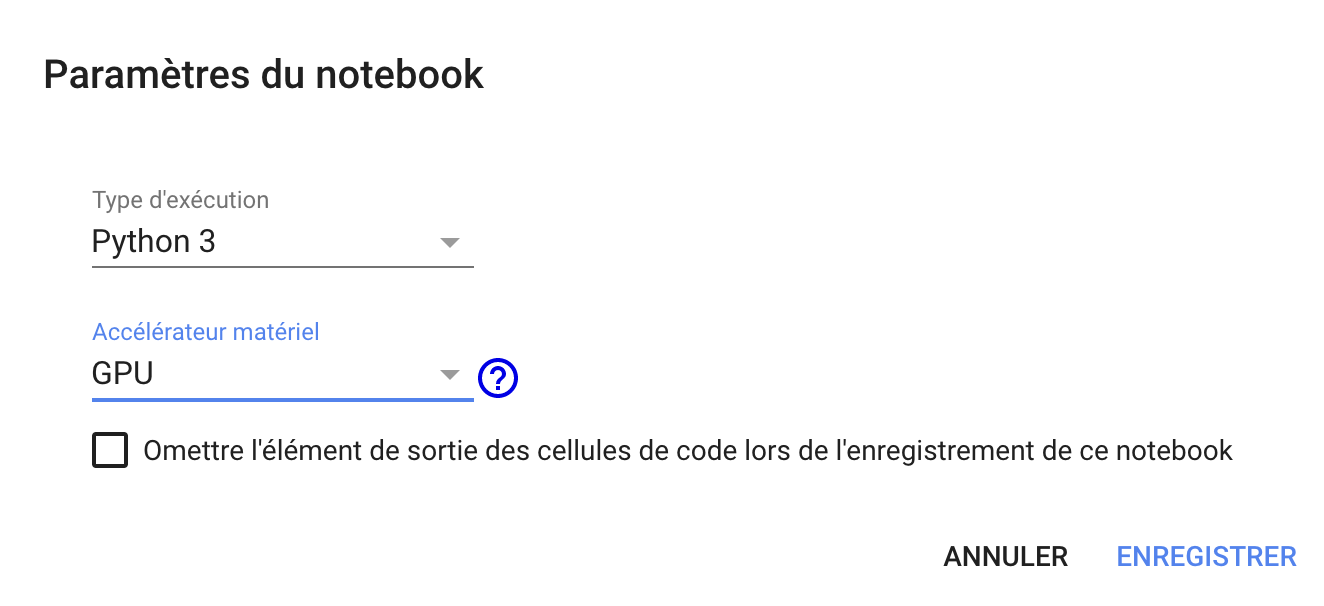 Paramètres du notebook
Type d'exécution
Python 3
Accélérateur matériel
GPU
?
Omettre l'élément de sortie des cellules de code lors de l'enregistrement de ce notebook
ANNULER ENREGISTRER